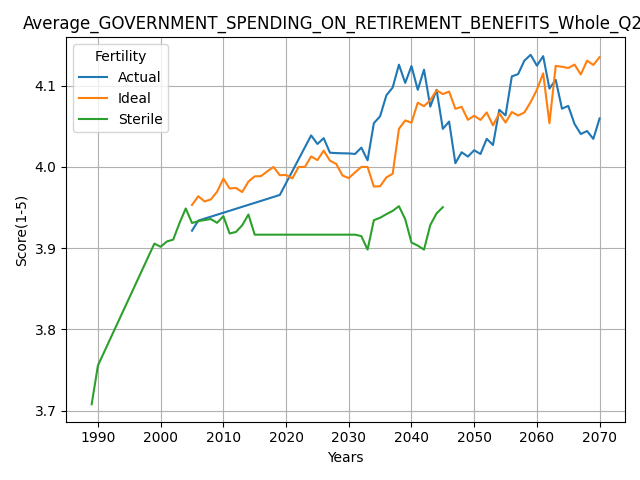 Average_GOVERNMENT_SPENDING_ON_RETIREMENT_BENEFITS_Whole_Q2
Fertility
Actual
Ideal
Sterile
Score(1-5)
4.1
4.0
3.9
3.8
3.7
1990 2000 2010 2020 2030 2040 2050 2060 2070
Years